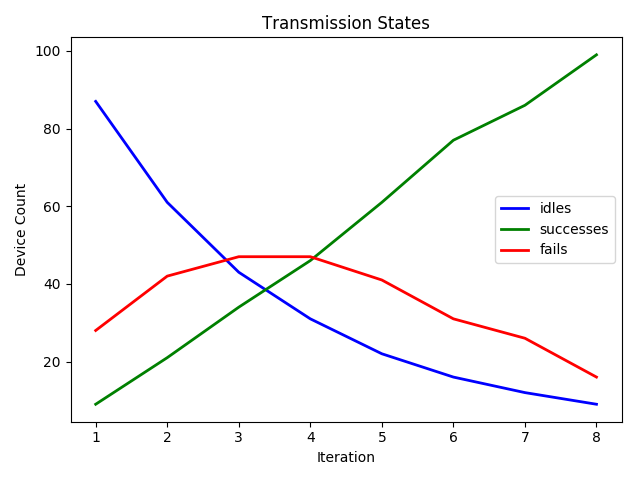 Transmission States
Device Count
100
80
60
40
20
idles
successes
fails
1 2 3 4 5 6 7 8
Iteration